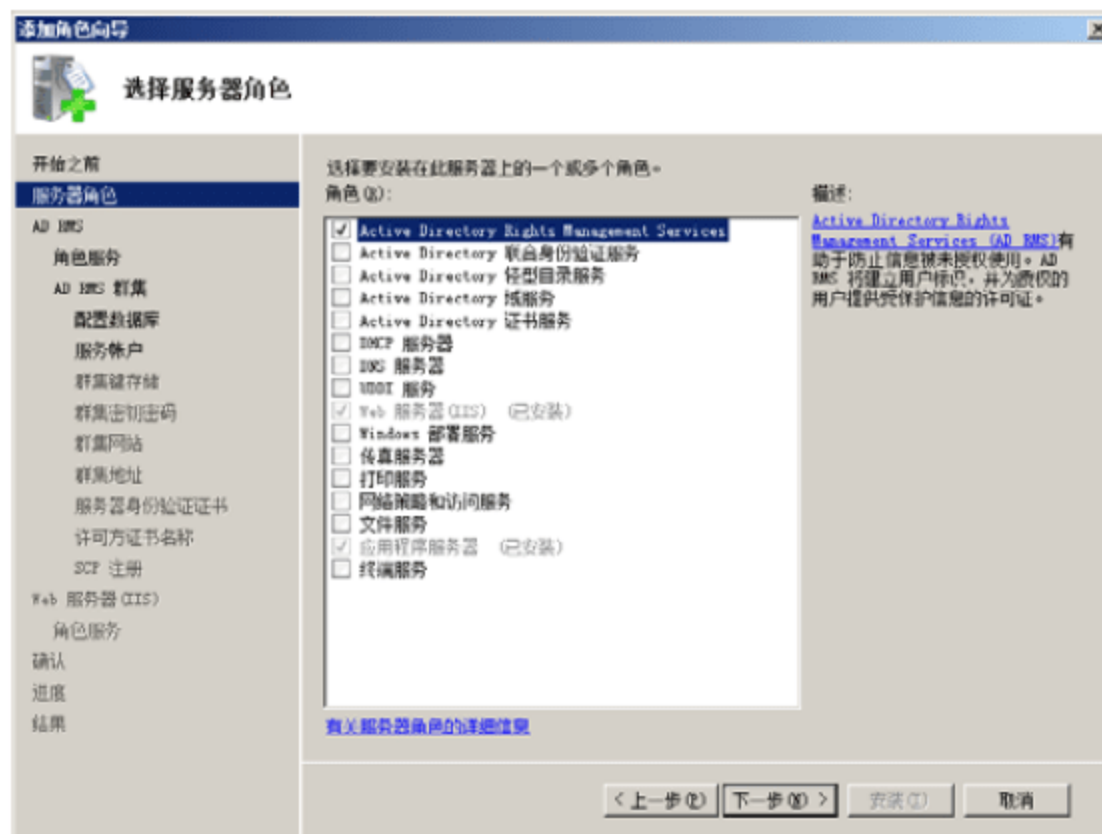 添加角色向导
选择服务器角色
开始之前
服务器角色
AD RMS
角色服务
AD RMS 群集
配置数据库
服务帐户
群集键存储
群集密钥密码
群集网站
群集地址
服务器身份验证证书
许可方证书名称
SCP 注册
Web 服务器(IIS)
角色服务
确认
进度
结果
选择要安装在此服务器上的一个或多个角色。
角色(R):
Active Directory Rights Management Services
Active Directory 联合身份验证服务
Active Directory 轻型目录服务
Active Directory 域服务
Active Directory 证书服务
DHCP 服务器
DNS 服务器
UDDI 服务
Web 服务器(IIS) (已安装)
Windows 部署服务
传真服务器
打印服务
网络策略和访问服务
文件服务
应用程序服务器 (已安装)
终端服务
有关服务器角色的详细信息
描述:
Active Directory Rights
Management Services (AD RMS)有
助于防止信息被未授权使用。AD
RMS 将建立用户标识，并为授权的
用户提供受保护信息的许可证。
< 上一步(P)
下一步(N) >
安装(I)
取消